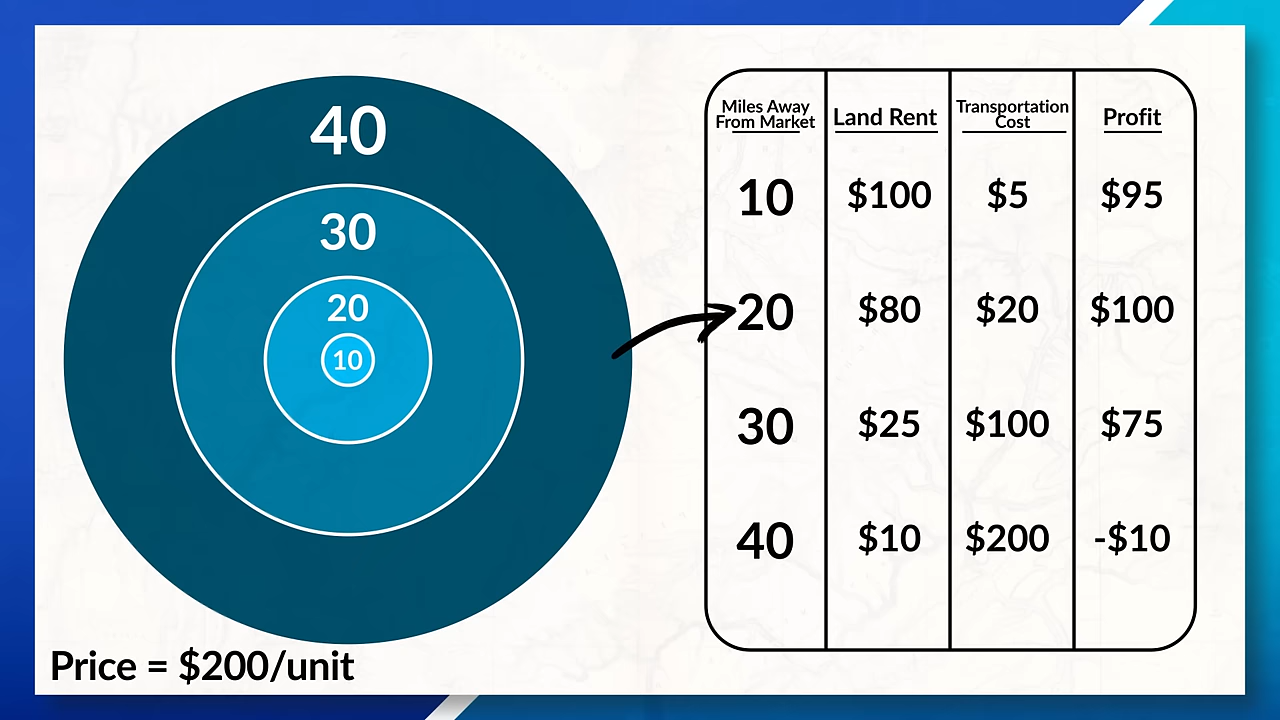 40
30
20
10
Price = $200/unit
Miles Away
From Market
Land Rent
Transportation
Cost
Profit
10 $100 $5 $95
20 $80 $20 $100
30 $25 $100 $75
40 $10 $200 -$10